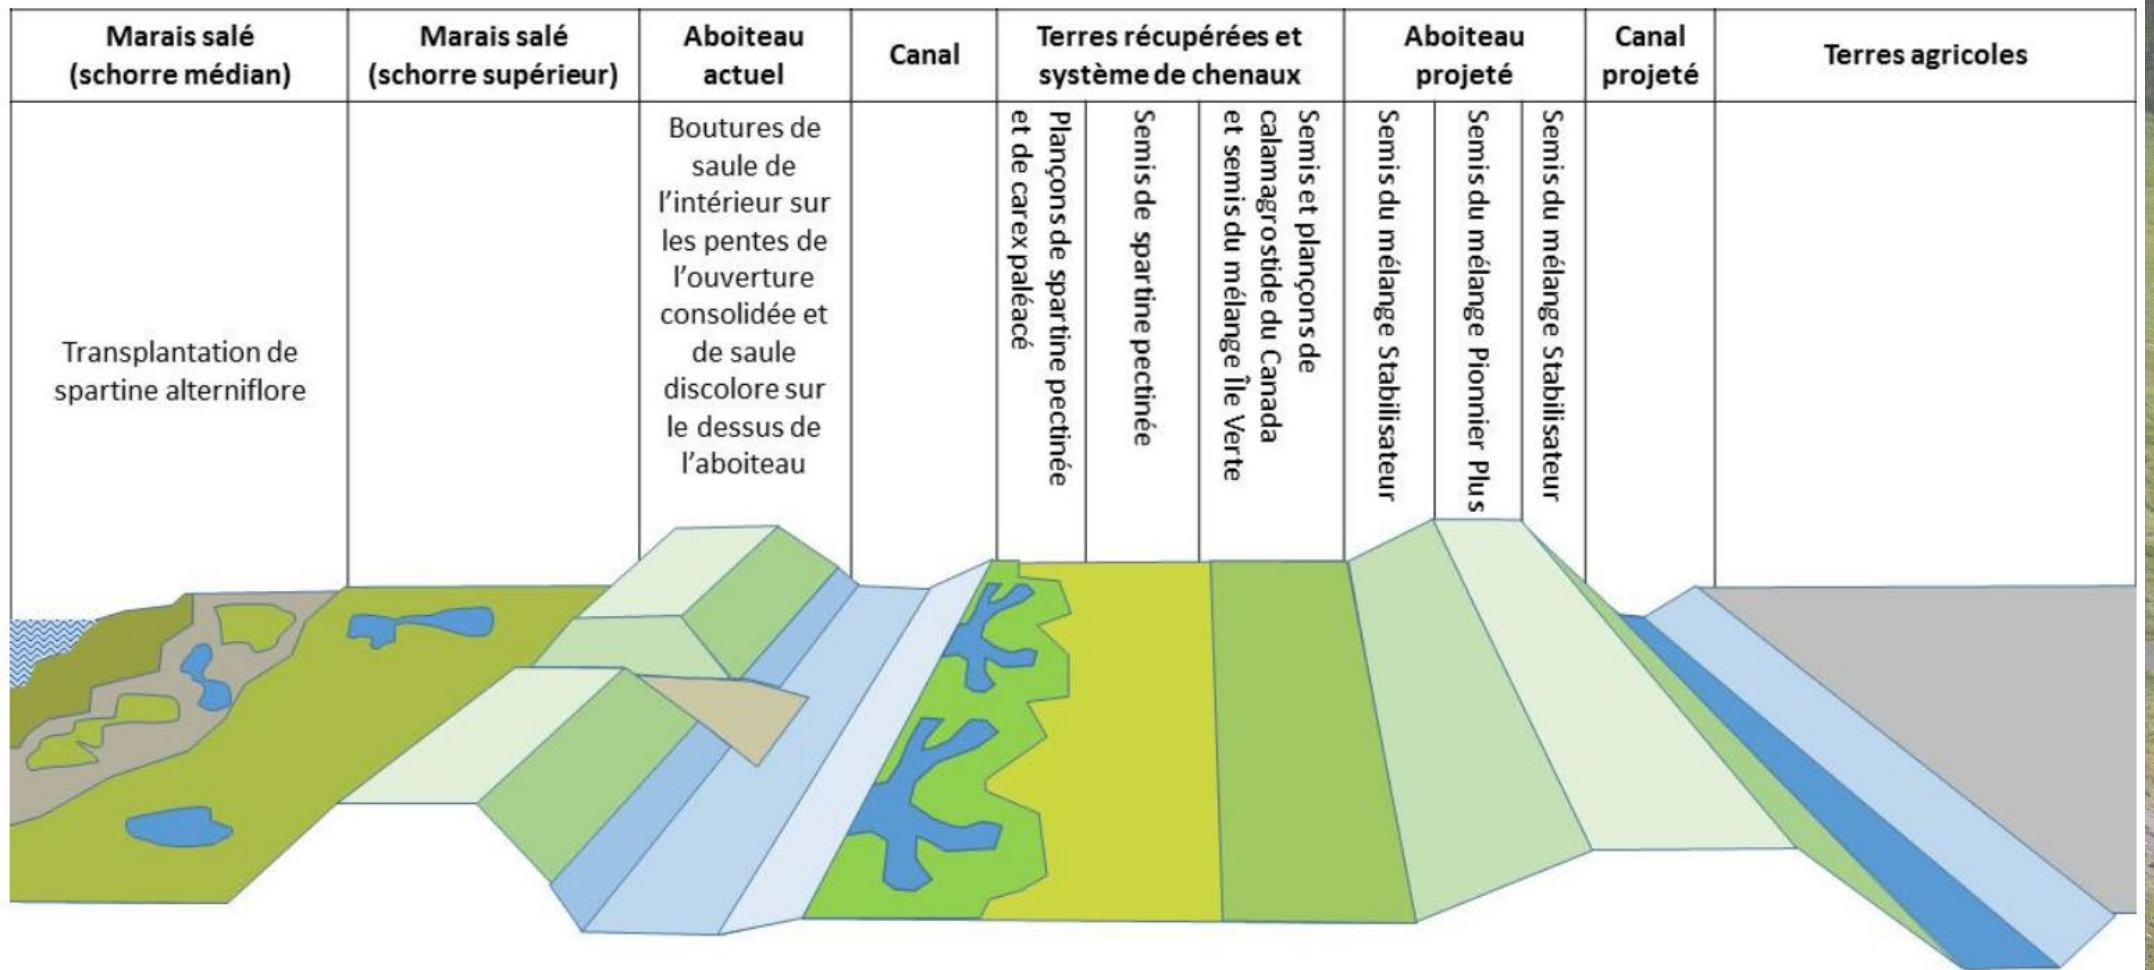 Marais salé
(schorre médian)
Marais salé
(schorre supérieur)
Aboiteau
actuel
Canal
Terres récupérées et
système de chenaux
Aboiteau
projeté
Canal
projeté
Terres agricoles
Transplantation de
spartine alterniflore
Boutures de
saule de
l'intérieur sur
les pentes de
l'ouverture
consolidée et
de saule
discolore sur
le dessus de
l'aboiteau
Plançons de spartine pectinée
et de carex paléacé
Semis de spartine pectinée
Semis et plançons de
calamagrostide du Canada
et semis du mélange Île Verte
Semis du mélange Stabilisateur
Semis du mélange Pionnier Plus
Semis du mélange Stabilisateur